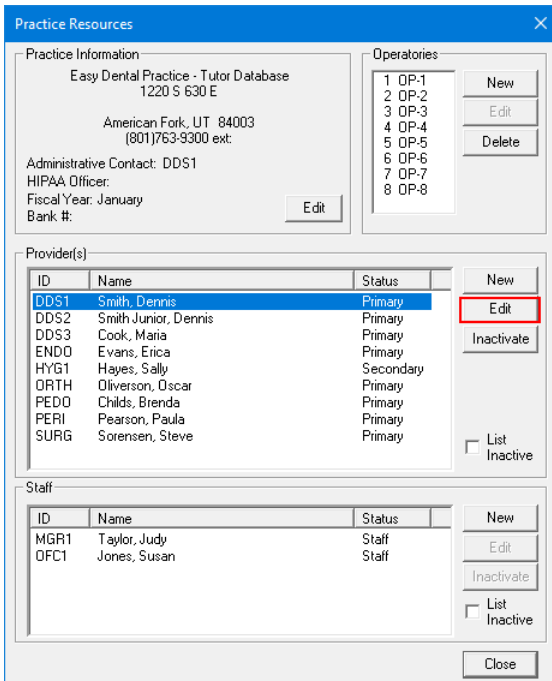 Practice Resources
Practice Information
Easy Dental Practice - Tutor Database
1220 S 630 E
American Fork, UT 84003
(801)763-9300 ext:
Administrative Contact: DDS1
HIPAA Officer:
Fiscal Year: January
Bank #:
Edit
Operatories
1 OP-1
2 OP-2
3 OP-3
4 OP-4
5 OP-5
6 OP-6
7 OP-7
8 OP-8
New
Edit
Delete
Provider(s)
ID Name Status
DDS1 Smith, Dennis Primary
DDS2 Smith Junior, Dennis Primary
DDS3 Cook, Maria Primary
ENDO Evans, Erica Primary
HYG1 Hayes, Sally Secondary
ORTH Oliverson, Oscar Primary
PEDO Childs, Brenda Primary
PERI Pearson, Paula Primary
SURG Sorensen, Steve Primary
New
Edit
Inactivate
List
Inactive
Staff
ID Name Status
MGR1 Taylor, Judy Staff
OFC1 Jones, Susan Staff
New
Edit
Inactivate
List
Inactive
Close